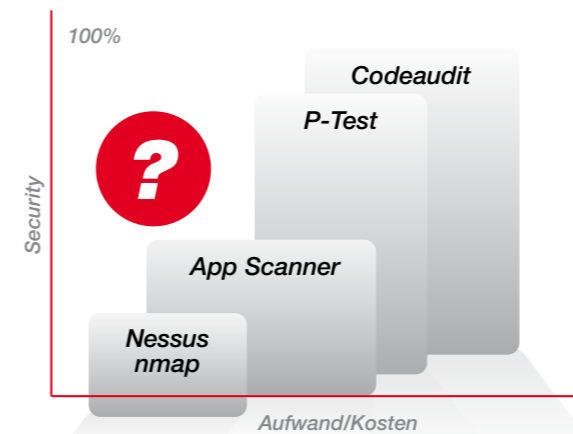 100%
Codeaudit
P-Test
?
App Scanner
Nessus
nmap
Security
Aufwand/Kosten